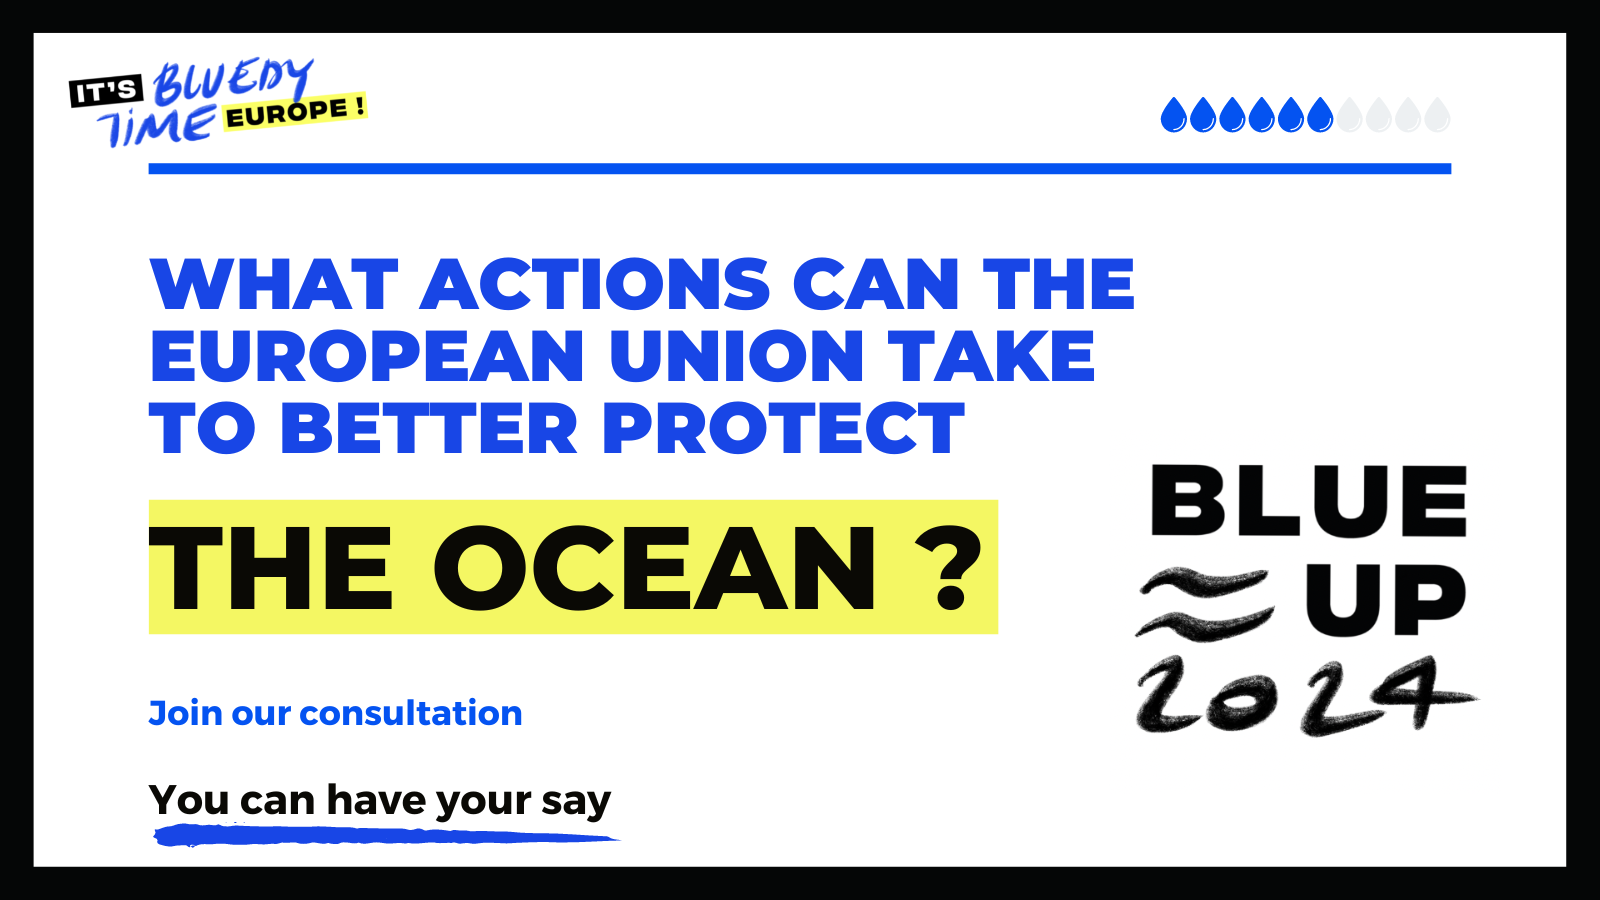 IT'S BLUEDY
TIME EUROPE !
WHAT ACTIONS CAN THE
EUROPEAN UNION TAKE
TO BETTER PROTECT
THE OCEAN ?
BLUE
UP
2024
Join our consultation
You can have your say